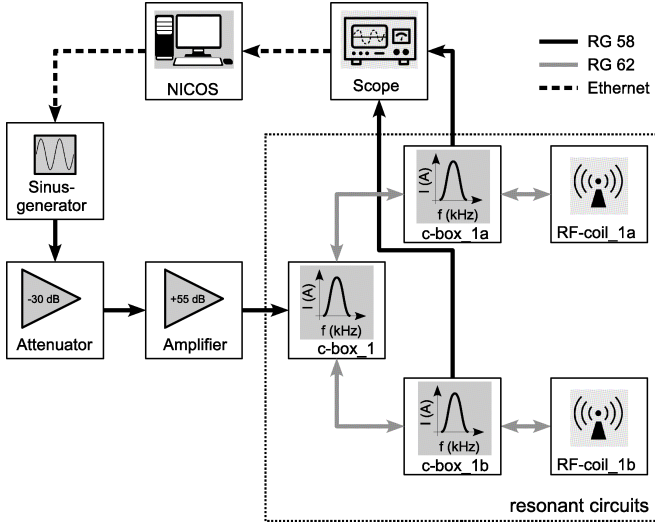 NICOS
Scope
RG 58
RG 62
Ethernet
Sinus-
generator
I (A)
f (kHz)
c-box_1a
RF-coil_1a
-30 dB
Attenuator
+55 dB
Amplifier
I (A)
f (kHz)
c-box_1
I (A)
f (kHz)
c-box_1b
RF-coil_1b
resonant circuits